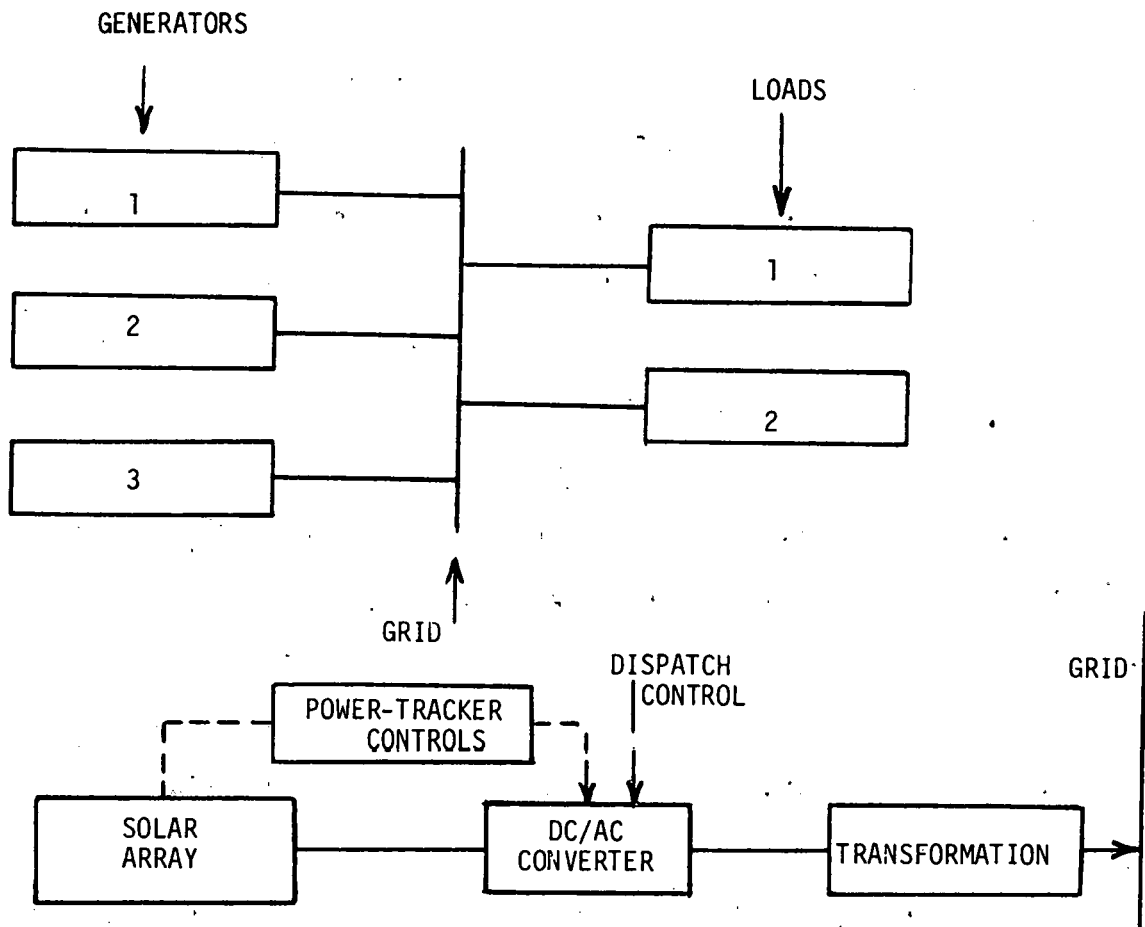 GENERATORS
LOADS
1
1
2
2
3
GRID
DISPATCH
CONTROL
GRID
POWER-TRACKER
CONTROLS
SOLAR
ARRAY
DC/AC
CONVERTER
TRANSFORMATION